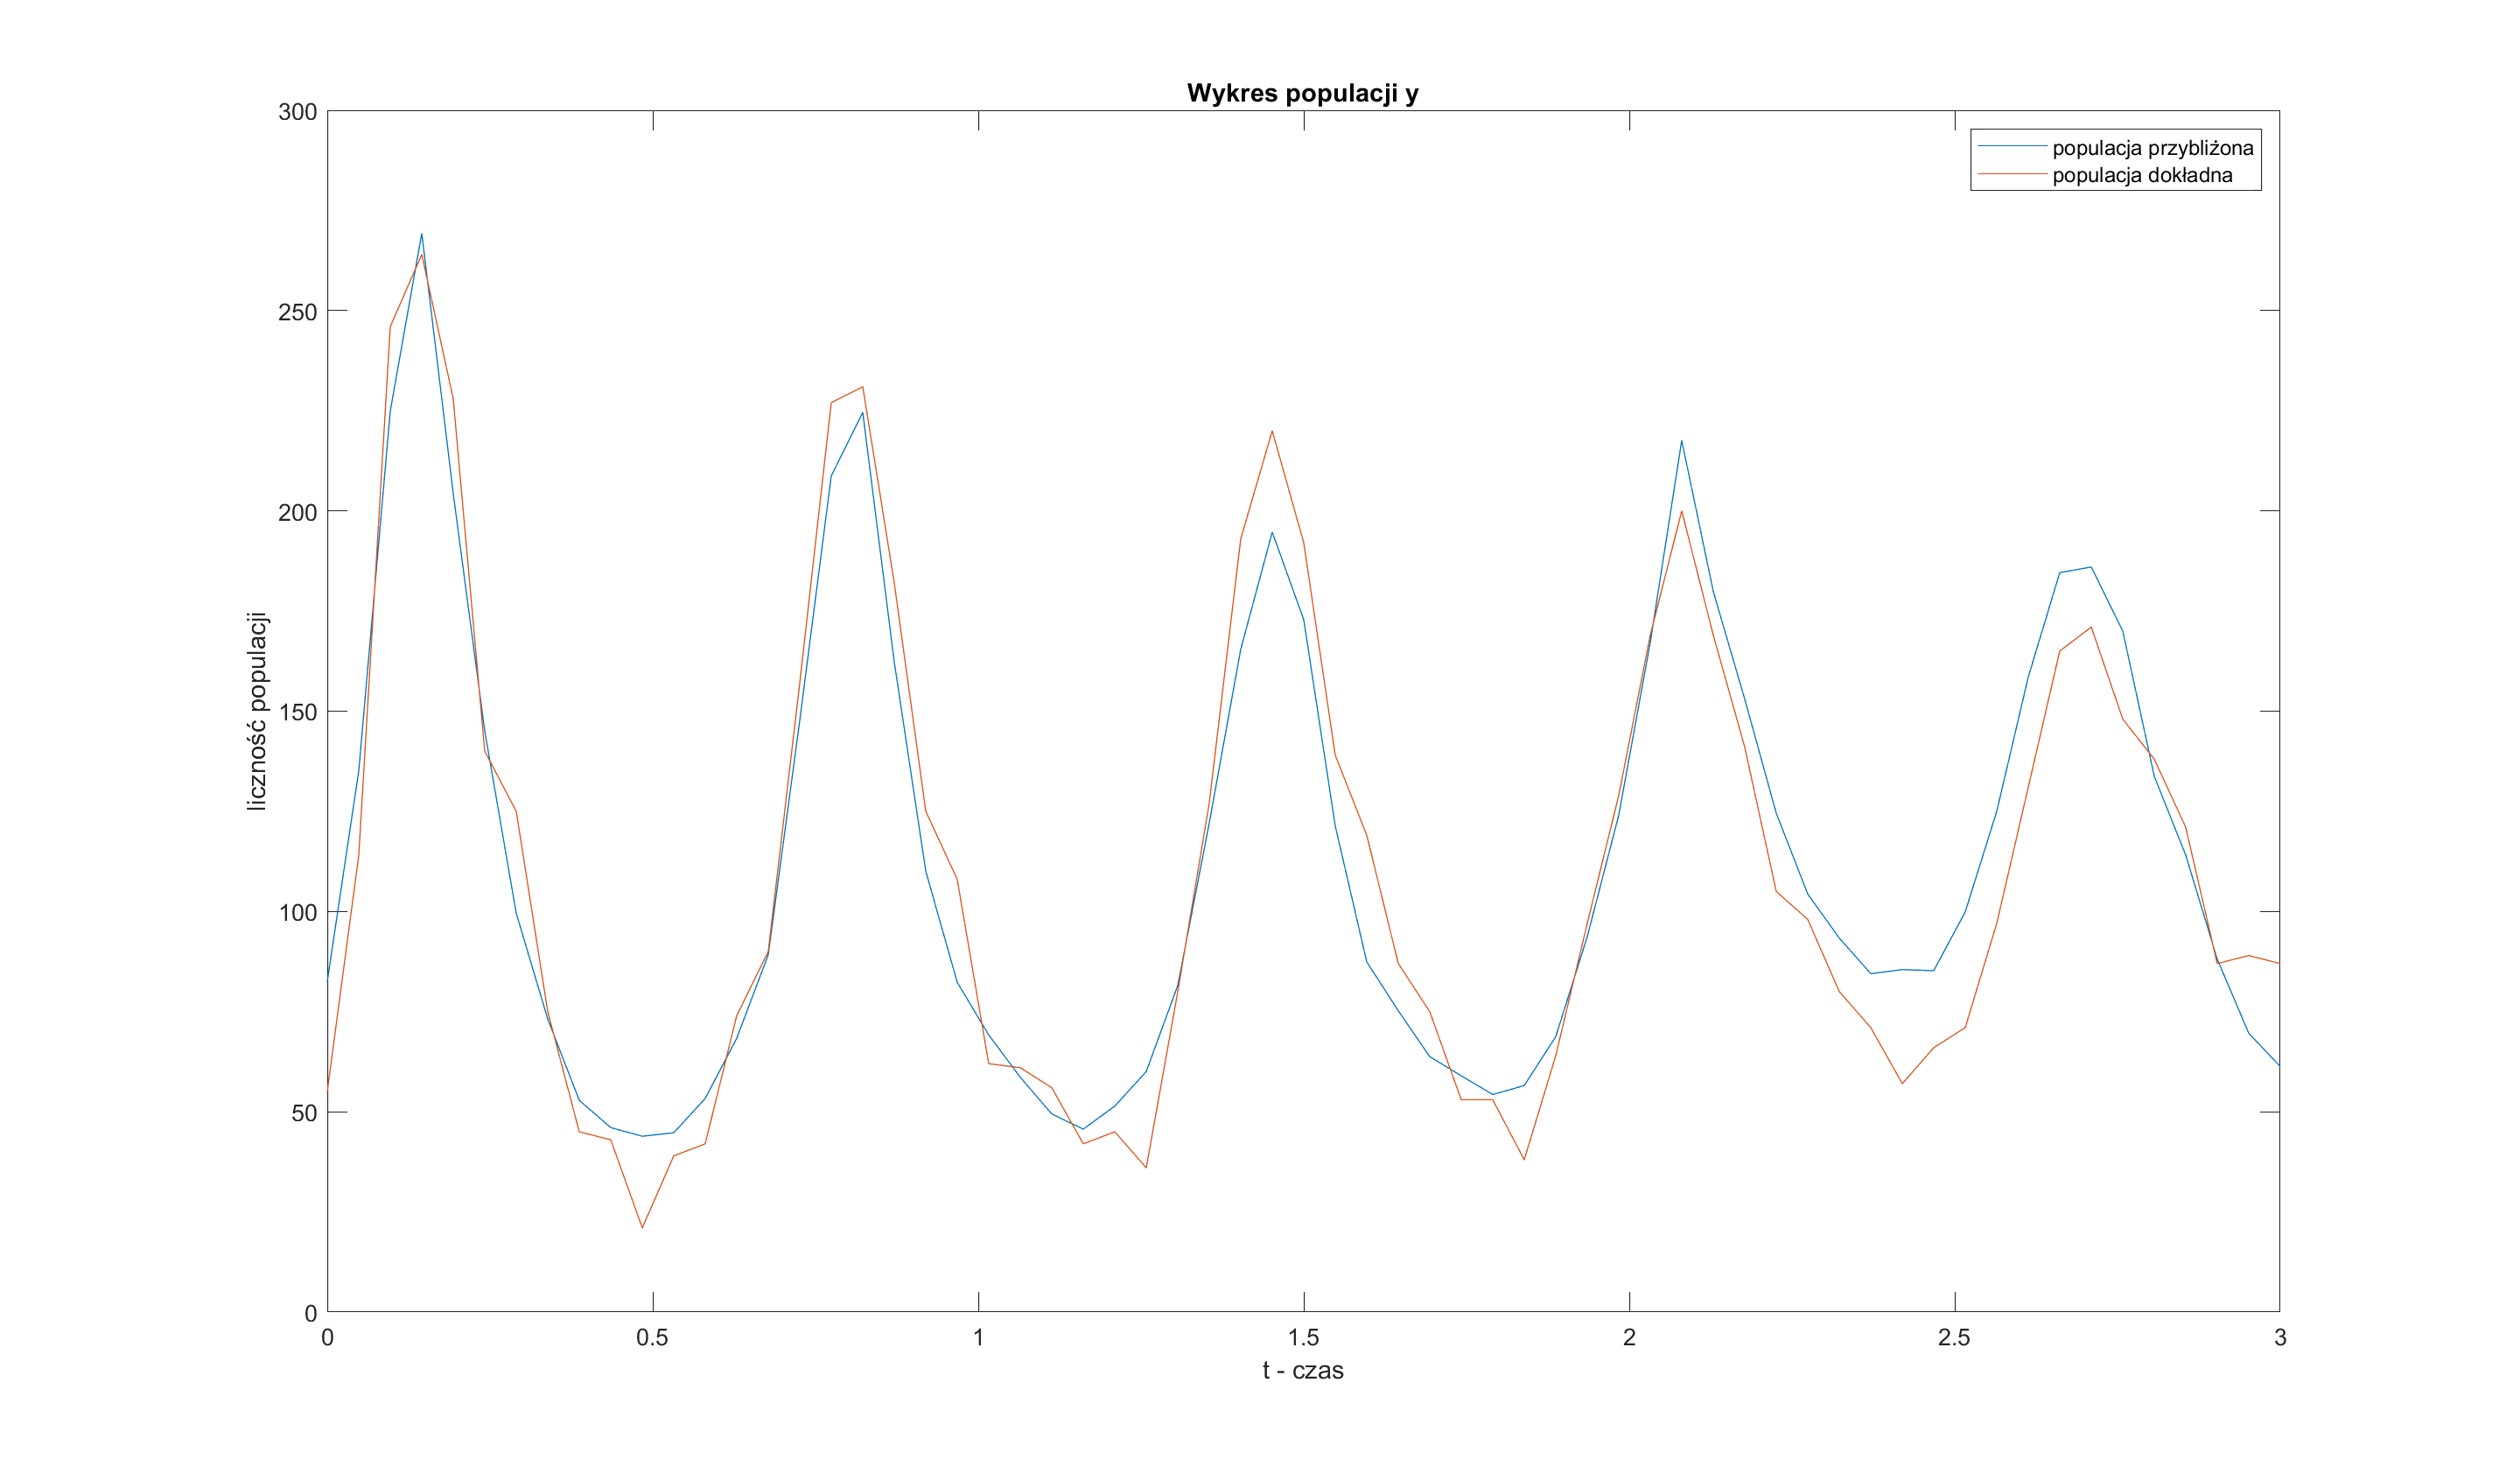 Wykres populacji y
populacja przybliżona
populacja dokładna
liczność populacji
300
250
200
150
100
50
0
0 0.5 1 1.5 2 2.5 3
t - czas